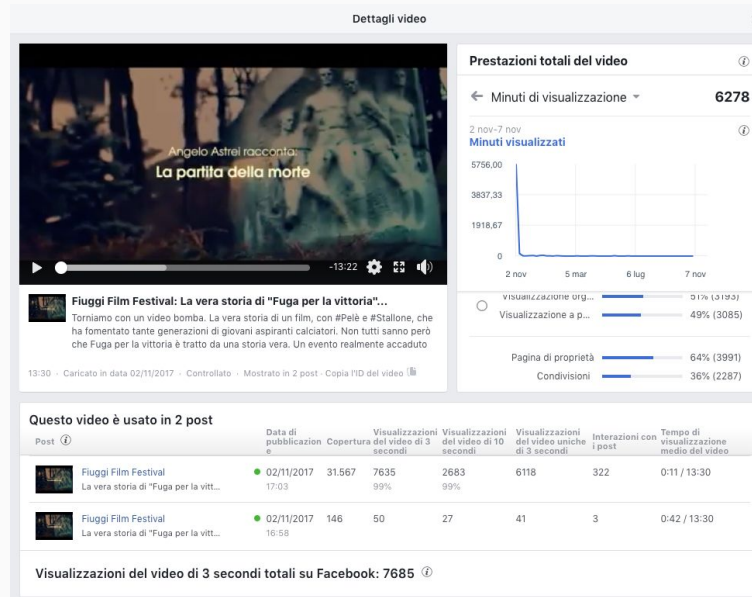 Dettagli video
Angelo Astrei racconta:
La partita della morte
-13:22
Fiuggi Film Festival: La vera storia di "Fuga per la vittoria"...
Torniamo con un video bomba. La vera storia di un film, con #Pelè e #Stallone, che
ha fomentato tante generazioni di giovani aspiranti calciatori. Non tutti sanno però
che Fuga per la vittoria è tratto da una storia vera. Un evento realmente accaduto
13:30 · Caricato in data 02/11/2017 · Controllato · Mostrato in 2 post · Copia l'ID del video
Prestazioni totali del video
Minuti di visualizzazione 6278
2 nov-7 nov
Minuti visualizzati
5756,00
3837,33
1918,67
0
2 nov 5 mar 6 lug 7 nov
Visualizzazione org... 51% (3193)
Visualizzazione a p... 49% (3085)
Pagina di proprietà 64% (3991)
Condivisioni 36% (2287)
Questo video è usato in 2 post
Post
Data di
pubblicazion
e
Copertura
Visualizzazioni
del video di 3
secondi
Visualizzazioni
del video di 10
secondi
Visualizzazioni
del video uniche
di 3 secondi
Interazioni con
i post
Tempo di
visualizzazione
medio del video
Fiuggi Film Festival 02/11/2017 31.567 7635 2683 6118 322 0:11 / 13:30
La vera storia di "Fuga per la vitt... 17:03 99% 99%
Fiuggi Film Festival 02/11/2017 146 50 27 41 3 0:42 / 13:30
La vera storia di "Fuga per la vitt... 16:58
Visualizzazioni del video di 3 secondi totali su Facebook: 7685